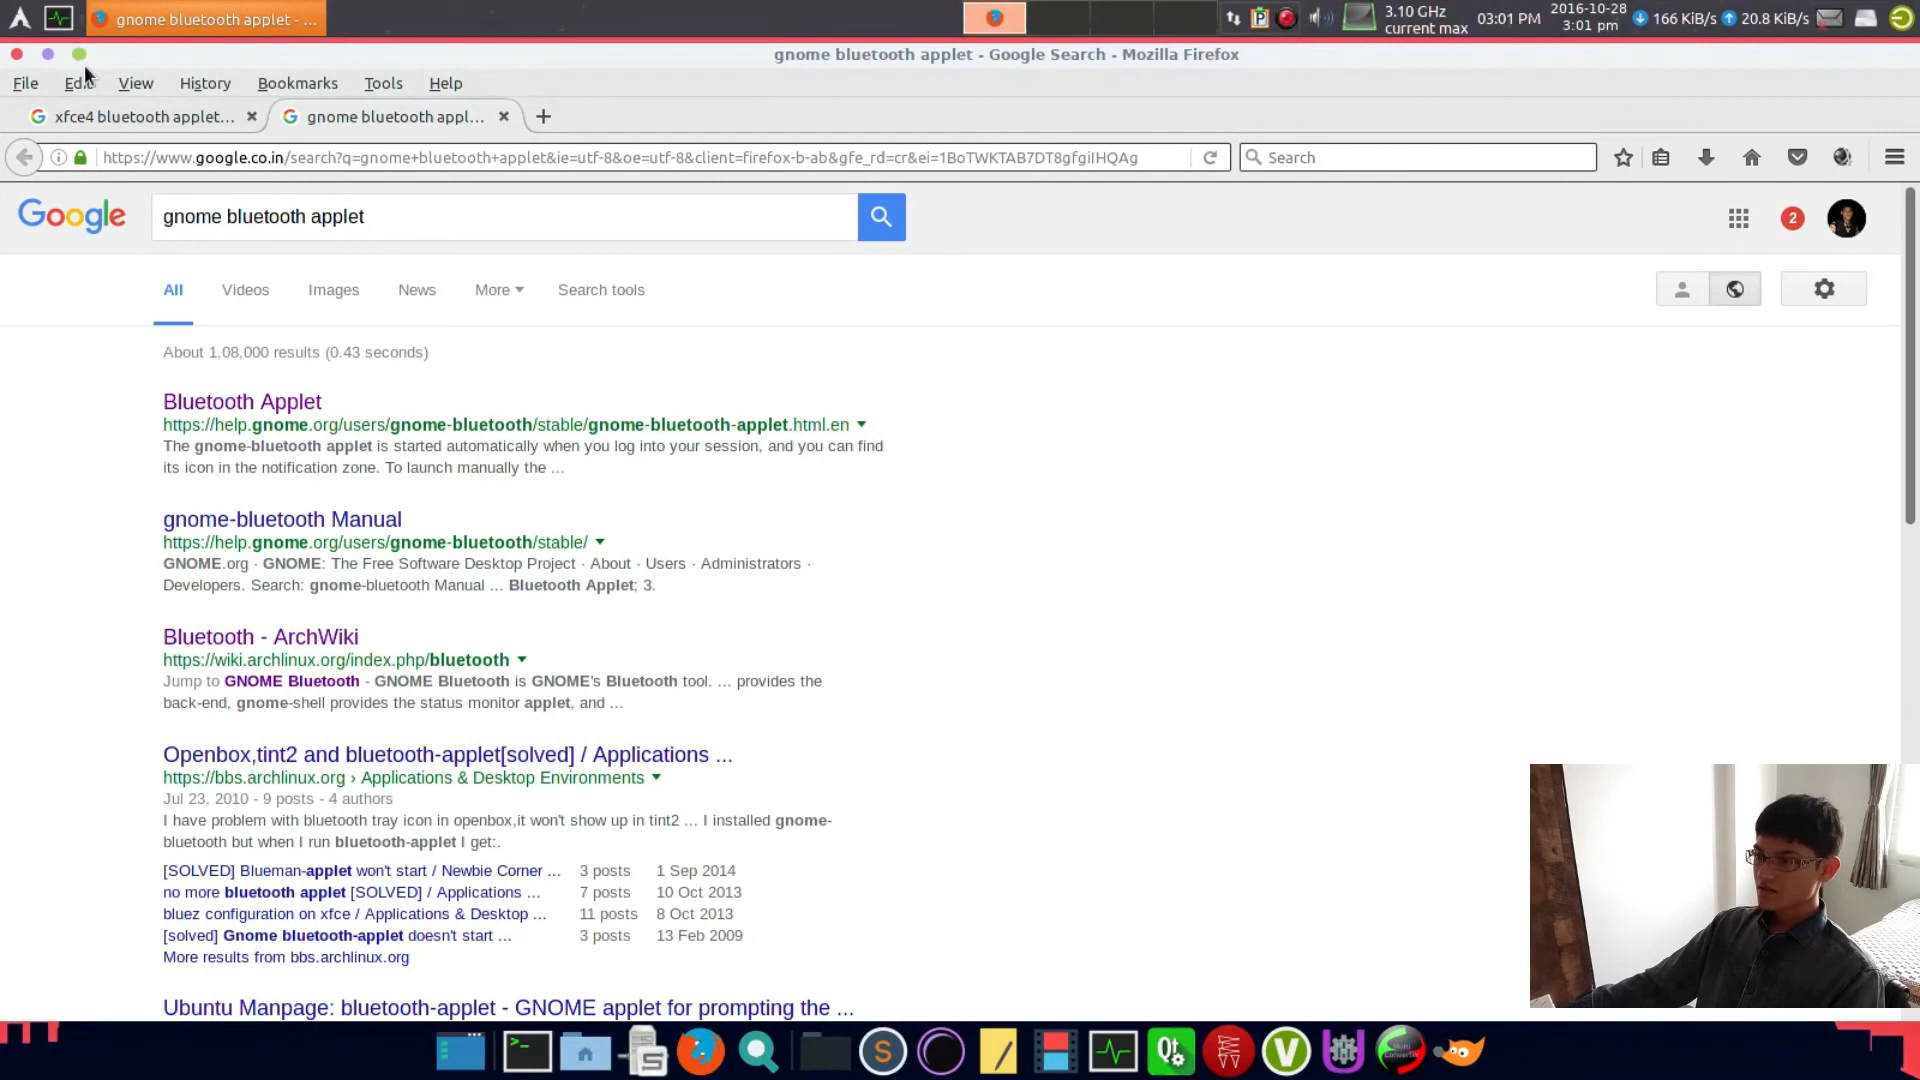 gnome bluetooth applet - ...
3.10 GHz
current max
03:01 PM
2016-10-28
3:01 pm
166 KiB/s
20.8 KiB/s
gnome bluetooth applet - Google Search - Mozilla Firefox
File Edit View History Bookmarks Tools Help
xfce4 bluetooth applet...
gnome bluetooth appl...
https://www.google.co.in/search?q=gnome+bluetooth+applet&ie=utf-8&oe=utf-8&client=firefox-b-ab&gfe_rd=cr&ei=1BoTWKTAB7DT8gfgiIHQAg
Search
Google
gnome bluetooth applet
2
All Videos Images News More Search tools
About 1,08,000 results (0.43 seconds)
Bluetooth Applet
https://help.gnome.org/users/gnome-bluetooth/stable/gnome-bluetooth-applet.html.en
The gnome-bluetooth applet is started automatically when you log into your session, and you can find
its icon in the notification zone. To launch manually the ...
gnome-bluetooth Manual
https://help.gnome.org/users/gnome-bluetooth/stable/
GNOME.org · GNOME: The Free Software Desktop Project · About · Users · Administrators ·
Developers. Search: gnome-bluetooth Manual ... Bluetooth Applet; 3.
Bluetooth - ArchWiki
https://wiki.archlinux.org/index.php/bluetooth
Jump to GNOME Bluetooth - GNOME Bluetooth is GNOME's Bluetooth tool. ... provides the
back-end, gnome-shell provides the status monitor applet, and ...
Openbox,tint2 and bluetooth-applet[solved] / Applications ...
https://bbs.archlinux.org › Applications & Desktop Environments
Jul 23, 2010 - 9 posts - 4 authors
I have problem with bluetooth tray icon in openbox,it won't show up in tint2 ... I installed gnome-
bluetooth but when I run bluetooth-applet I get:.
[SOLVED] Blueman-applet won't start / Newbie Corner ... 3 posts 1 Sep 2014
no more bluetooth applet [SOLVED] / Applications ... 7 posts 10 Oct 2013
bluez configuration on xfce / Applications & Desktop ... 11 posts 8 Oct 2013
[solved] Gnome bluetooth-applet doesn't start ... 3 posts 13 Feb 2009
More results from bbs.archlinux.org
Ubuntu Manpage: bluetooth-applet - GNOME applet for prompting the ...